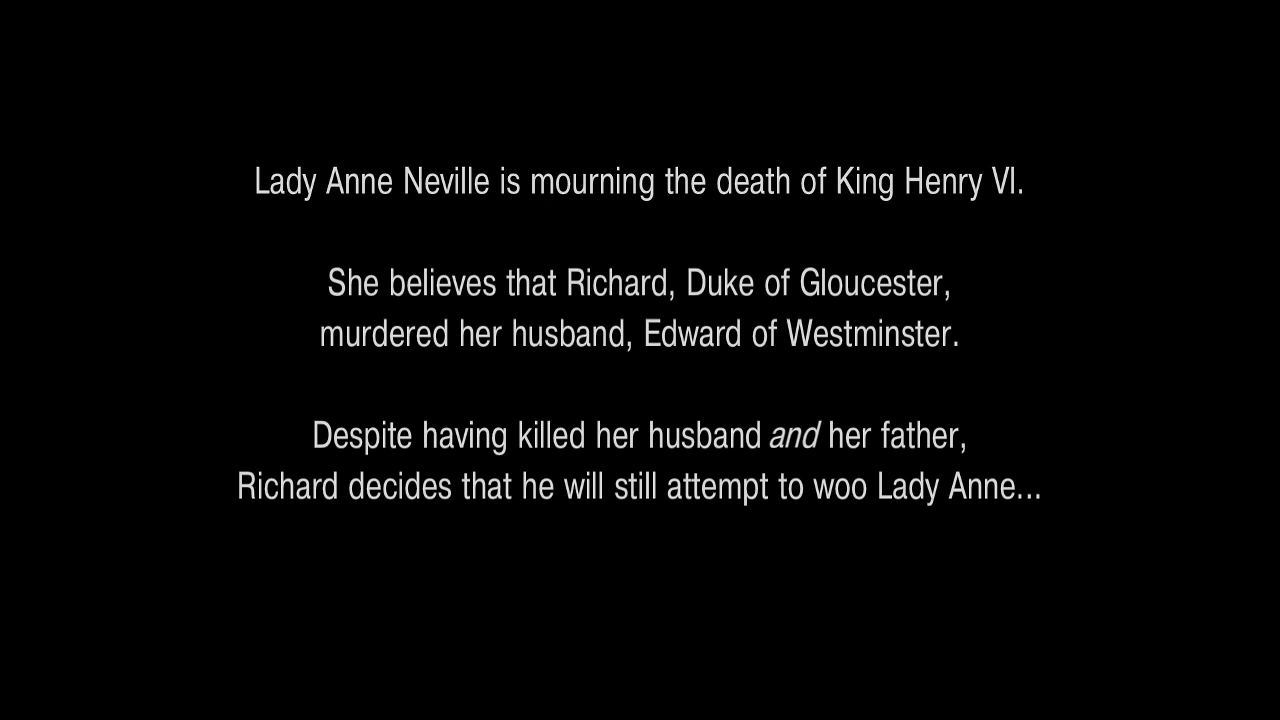 Lady Anne Neville is mourning the death of King Henry VI.
She believes that Richard, Duke of Gloucester,
murdered her husband, Edward of Westminster.
Despite having killed her husband and her father,
Richard decides that he will still attempt to woo Lady Anne...